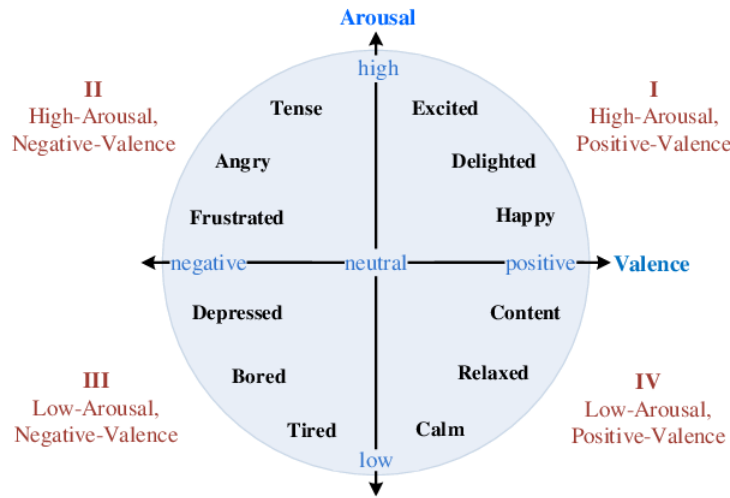 Arousal
high
II
High-Arousal,
Negative-Valence
I
High-Arousal,
Positive-Valence
Tense
Excited
Angry
Delighted
Frustrated
Happy
negative
neutral
positive
Valence
Depressed
Content
Bored
Relaxed
III
Low-Arousal,
Negative-Valence
IV
Low-Arousal,
Positive-Valence
Tired
Calm
low